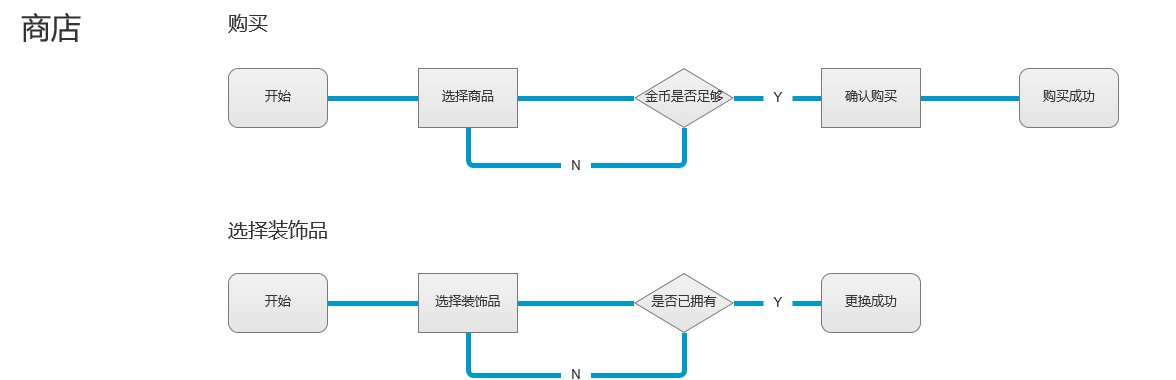 商店
购买
开始
选择商品
金币是否足够
Y
确认购买
购买成功
N
选择装饰品
开始
选择装饰品
是否已拥有
Y
更换成功
N